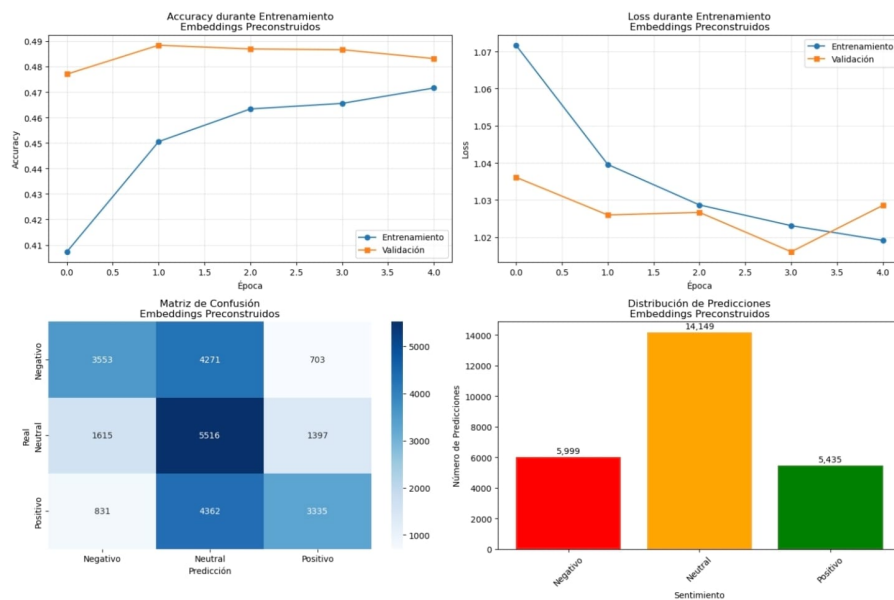 Accuracy durante Entrenamiento
Embeddings Preconstruidos
0.49
0.48
0.47
0.46
0.45
0.44
0.43
0.42
0.41
Accuracy
0.0 0.5 1.0 1.5 2.0 2.5 3.0 3.5 4.0
Época
Entrenamiento
Validación
Loss durante Entrenamiento
Embeddings Preconstruidos
1.07
1.06
1.05
1.04
1.03
1.02
Loss
0.0 0.5 1.0 1.5 2.0 2.5 3.0 3.5 4.0
Época
Entrenamiento
Validación
Matriz de Confusión
Embeddings Preconstruidos
Negativo 3553 4271 703
Neutral 1615 5516 1397
Positivo 831 4362 3335
Real
Negativo Neutral Positivo
Predicción
5000
4000
3000
2000
1000
Distribución de Predicciones
Embeddings Preconstruidos
14,149
5,999
5,435
14000
12000
10000
8000
6000
4000
2000
0
Número de Predicciones
Negativo Neutral Positivo
Sentimiento